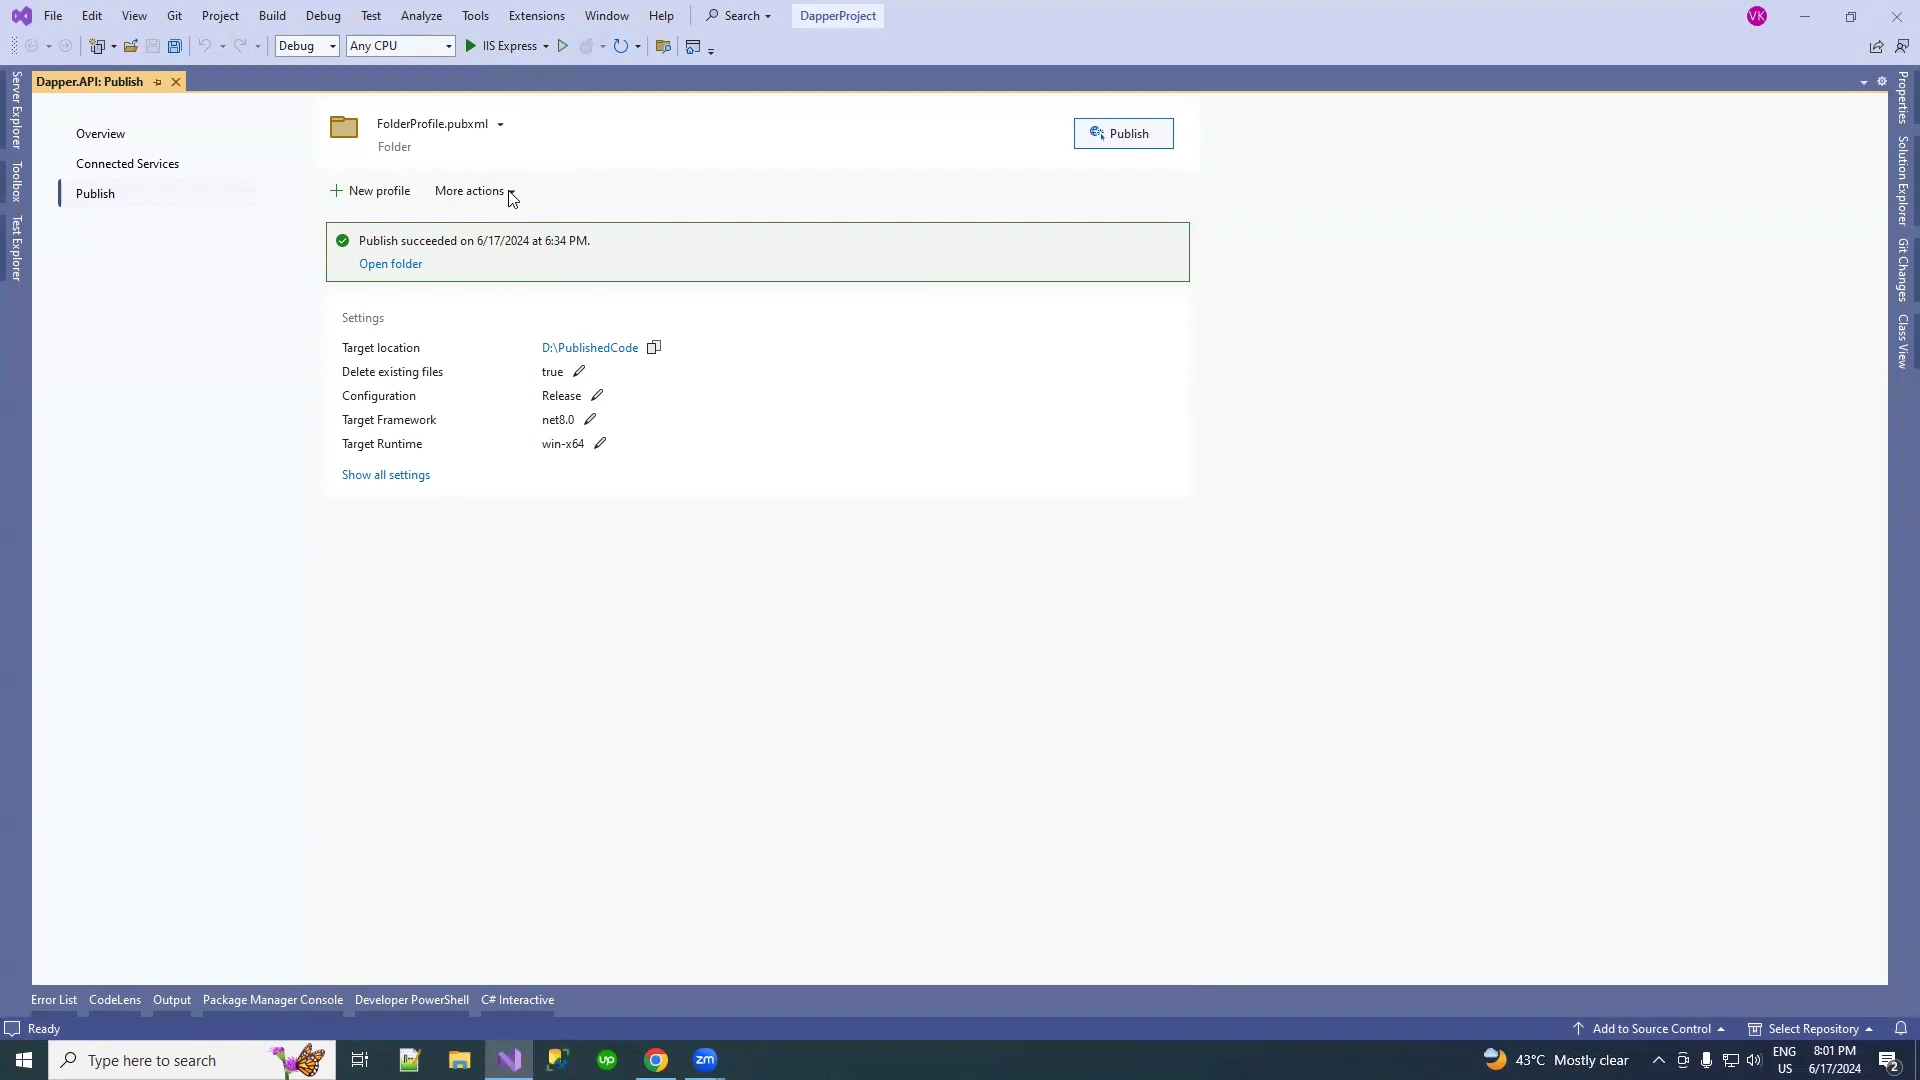 File Edit View Git Project Build Debug Test Analyze Tools Extensions Window Help Search DapperProject VK
Debug Any CPU IIS Express
Dapper.API: Publish
Server Explorer
Toolbox
Test Explorer
Overview
Connected Services
Publish
FolderProfile.pubxml
Folder
Publish
New profile More actions
Publish succeeded on 6/17/2024 at 6:34 PM.
Open folder
Settings
Target location D:\PublishedCode
Delete existing files true
Configuration Release
Target Framework net8.0
Target Runtime win-x64
Show all settings
Properties
Solution Explorer
Git Changes
Class View
Error List CodeLens Output Package Manager Console Developer PowerShell C# Interactive
Ready Add to Source Control Select Repository
Type here to search up zm 43°C Mostly clear ENG 8:01 PM
US 6/17/2024 2